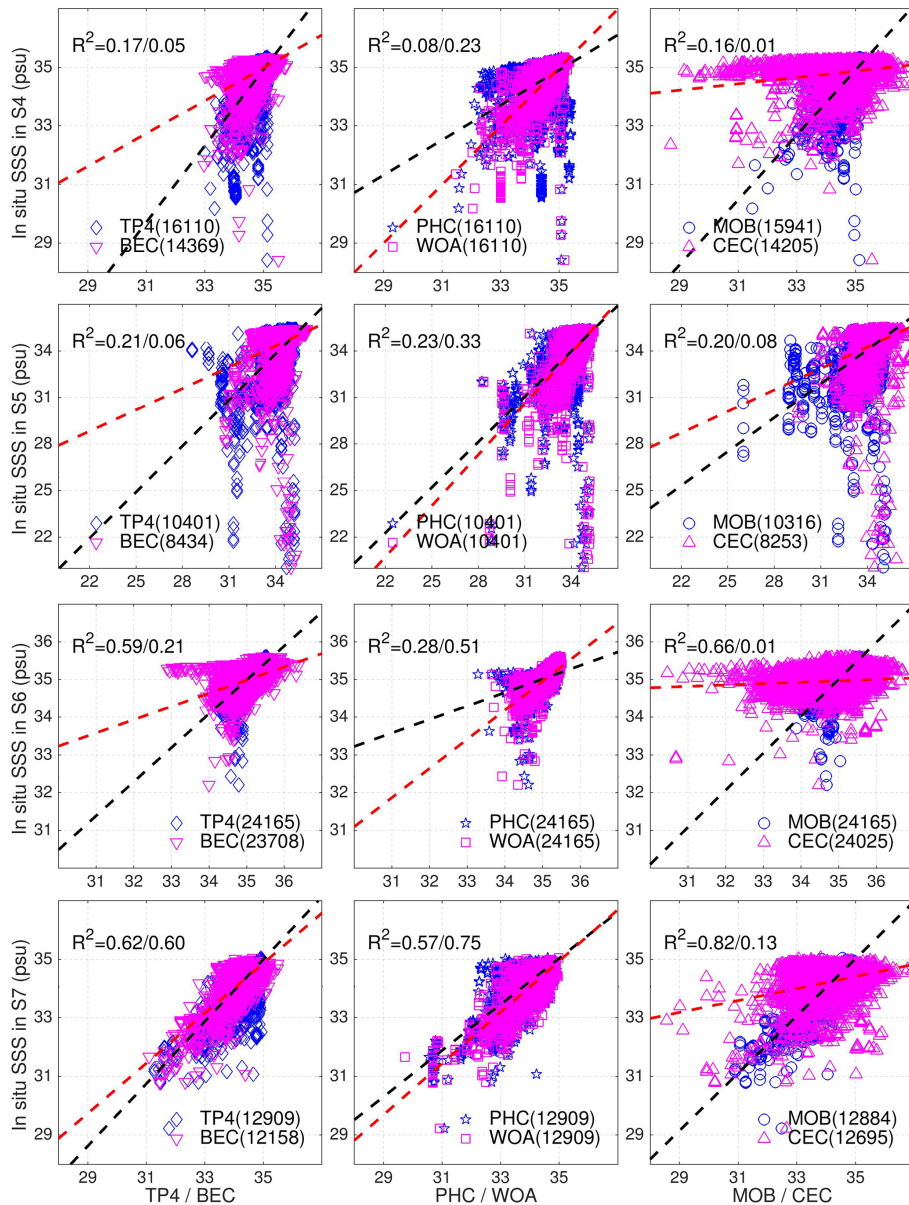 In situ SSS in S4 (psu)
35
33
31
29
R²=0.17/0.05
TP4(16110)
BEC(14369)
29 31 33 35
R²=0.08/0.23
PHC(16110)
WOA(16110)
29 31 33 35
R²=0.16/0.01
MOB(15941)
CEC(14205)
29 31 33 35
In situ SSS in S5 (psu)
34
31
28
25
22
R²=0.21/0.06
TP4(10401)
BEC(8434)
22 25 28 31 34
R²=0.23/0.33
PHC(10401)
WOA(10401)
22 25 28 31 34
R²=0.20/0.08
MOB(10316)
CEC(8253)
22 25 28 31 34
In situ SSS in S6 (psu)
36
35
34
33
32
31
R²=0.59/0.21
TP4(24165)
BEC(23708)
31 32 33 34 35 36
R²=0.28/0.51
PHC(24165)
WOA(24165)
31 32 33 34 35 36
R²=0.66/0.01
MOB(24165)
CEC(24025)
31 32 33 34 35 36
In situ SSS in S7 (psu)
35
33
31
29
R²=0.62/0.60
TP4(12909)
BEC(12158)
29 31 33 35
TP4 / BEC
R²=0.57/0.75
PHC(12909)
WOA(12909)
29 31 33 35
PHC / WOA
R²=0.82/0.13
MOB(12884)
CEC(12695)
29 31 33 35
MOB / CEC